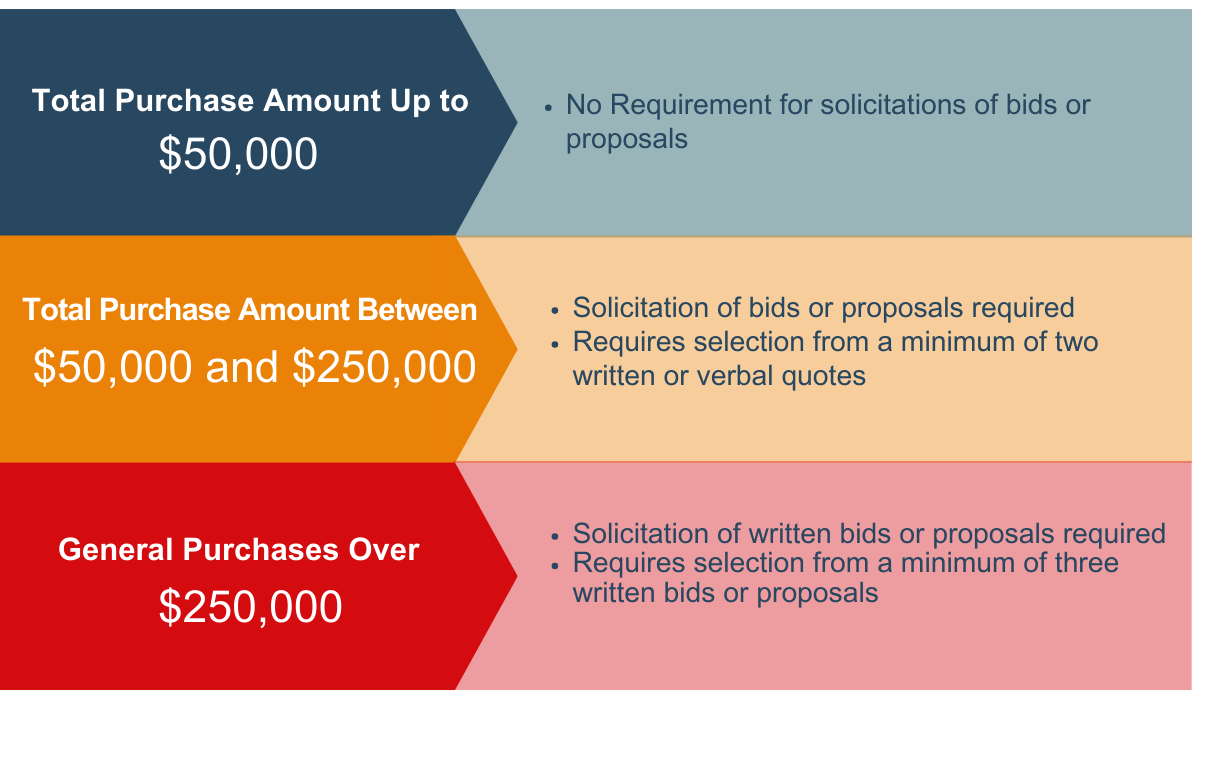 Total Purchase Amount Up to
$50,000
• No Requirement for solicitations of bids or
proposals
Total Purchase Amount Between
$50,000 and $250,000
• Solicitation of bids or proposals required
• Requires selection from a minimum of two
written or verbal quotes
General Purchases Over
$250,000
• Solicitation of written bids or proposals required
• Requires selection from a minimum of three
written bids or proposals